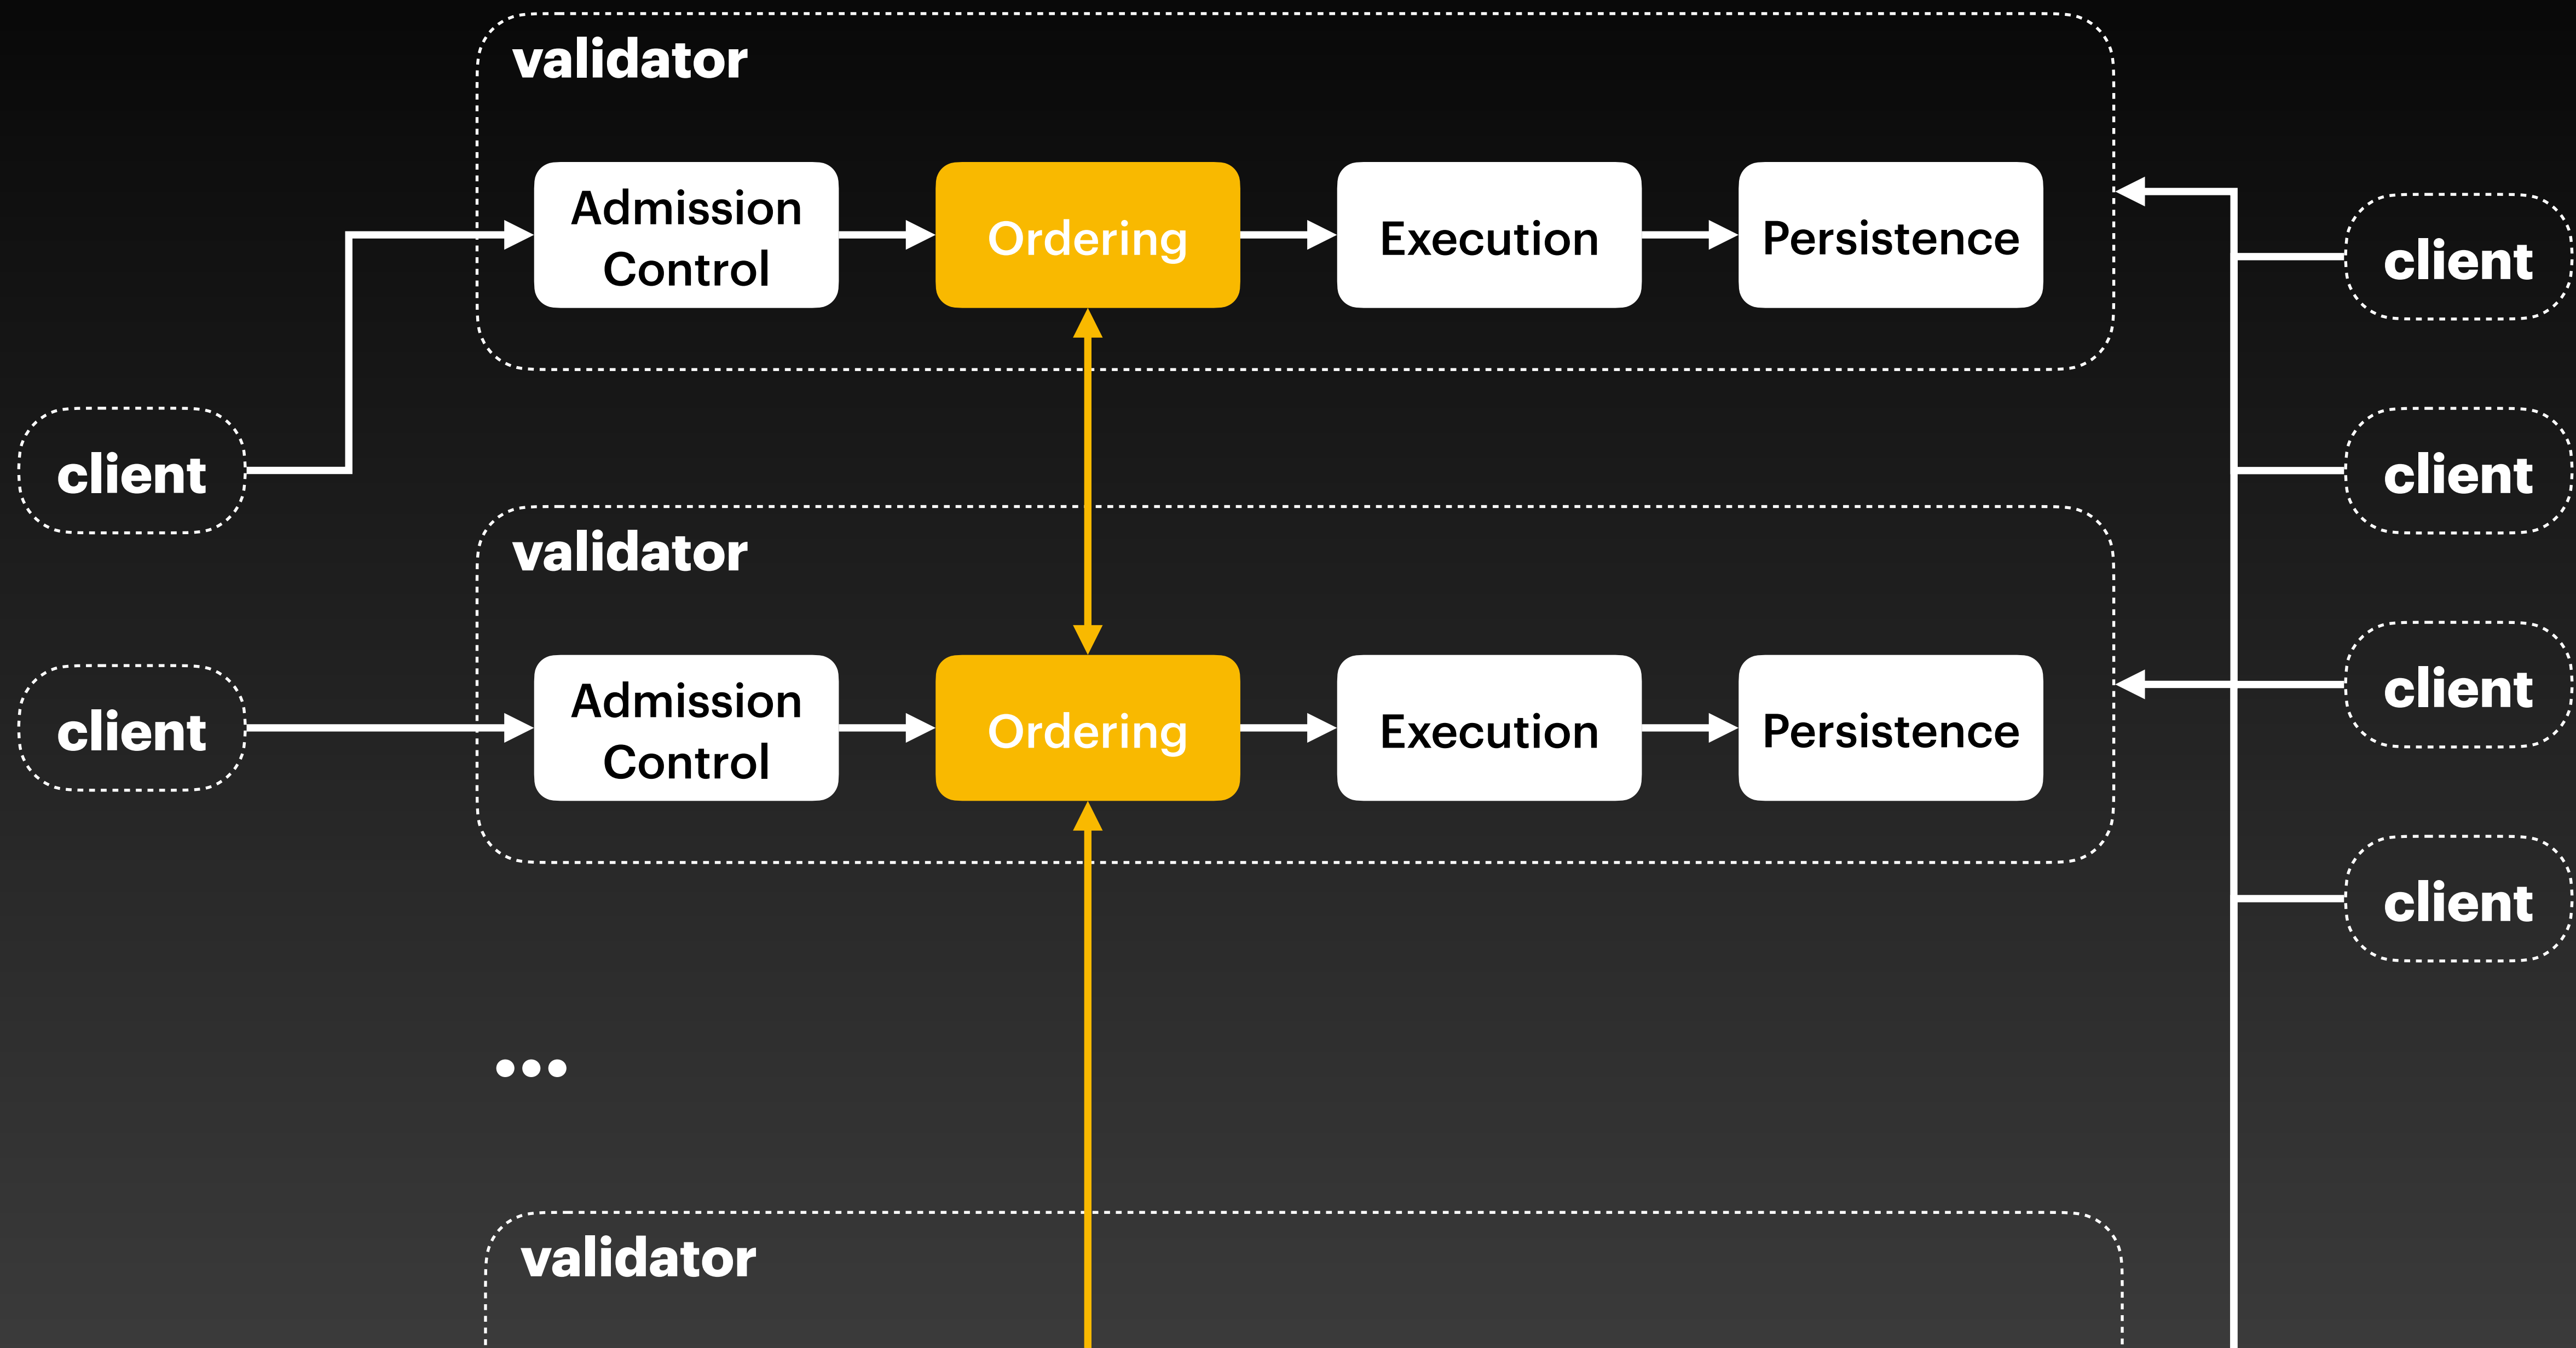 validator
Admission
Control
Ordering
Execution
Persistence
client
client
client
validator
Admission
Control
Ordering
Execution
Persistence
client
client
client
...
validator